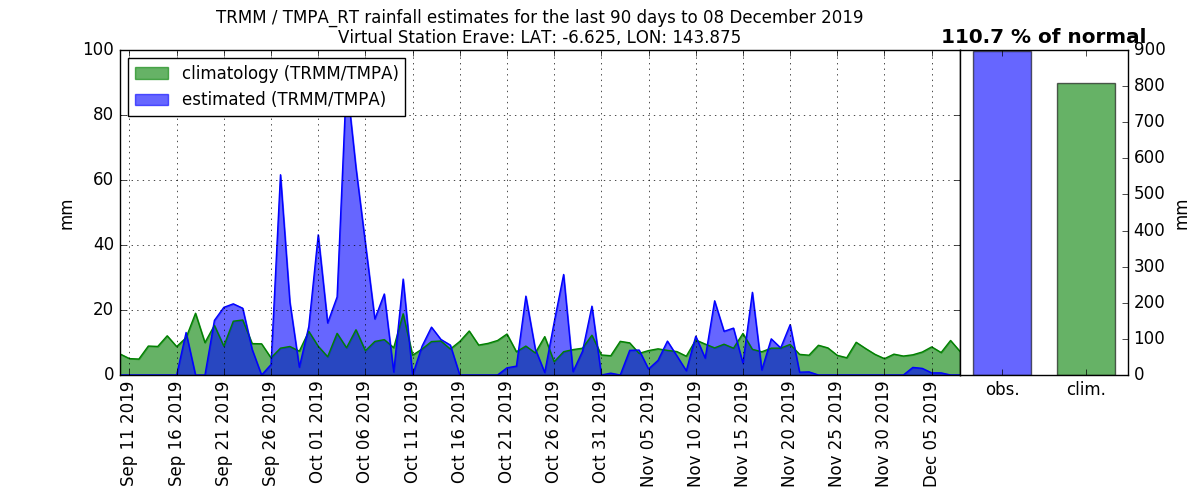 TRMM / TMPA_RT rainfall estimates for the last 90 days to 08 December 2019
Virtual Station Erave: LAT: -6.625, LON: 143.875
110.7 % of normal
climatology (TRMM/TMPA)
estimated (TRMM/TMPA)
mm
100
80
60
40
20
0
Sep 11 2019
Sep 16 2019
Sep 21 2019
Sep 26 2019
Oct 01 2019
Oct 06 2019
Oct 11 2019
Oct 16 2019
Oct 21 2019
Oct 26 2019
Oct 31 2019
Nov 05 2019
Nov 10 2019
Nov 15 2019
Nov 20 2019
Nov 25 2019
Nov 30 2019
Dec 05 2019
obs.
clim.
900
800
700
600
500
400
300
200
100
0
mm